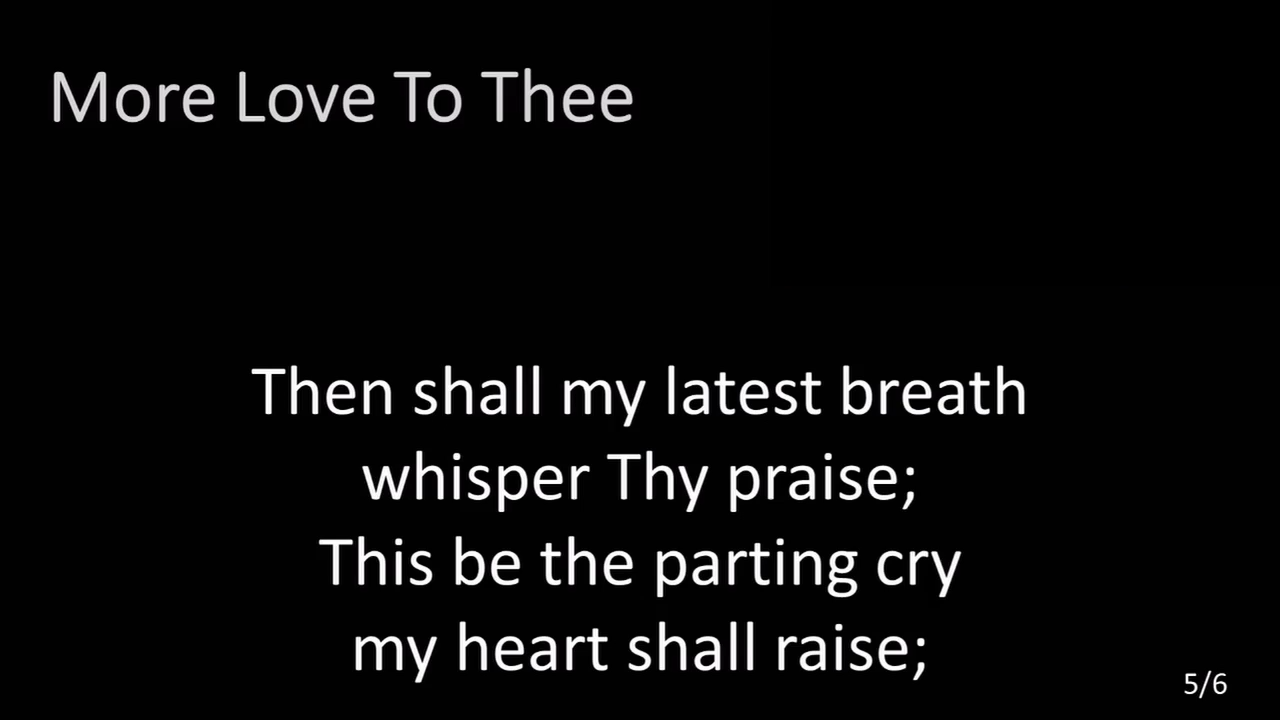 More Love To Thee
Then shall my latest breath
whisper Thy praise;
This be the parting cry
my heart shall raise;
5/6